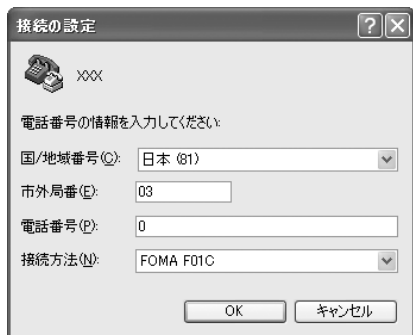 接続の設定
XXX
電話番号の情報を入力してください:
国/地域番号(C): 日本 (81)
市外局番(E): 03
電話番号(P): 0
接続方法(N): FOMA F01C
OK キャンセル